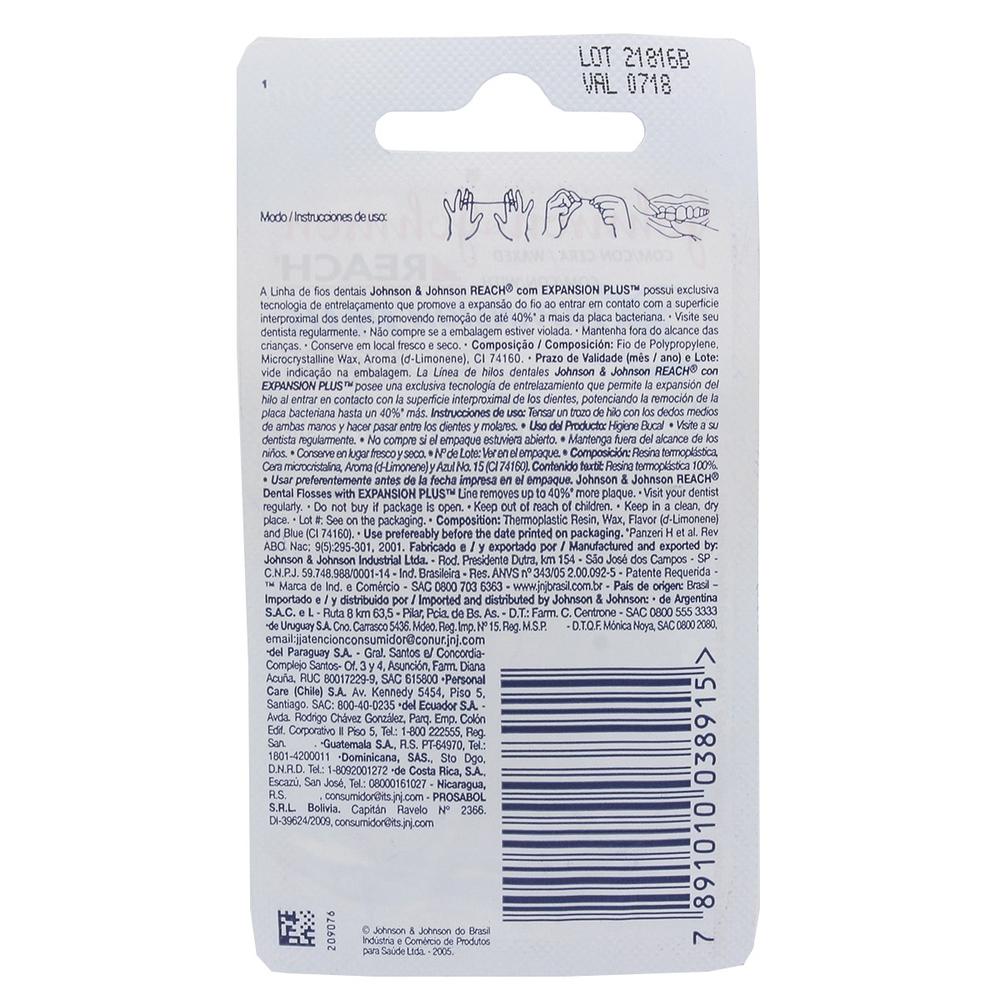 LOT 21816B
VAL 0718
1
Modo / Instrucciones de uso:
COM/CON CERA / WAXED
REACH
A Linha de fios dentais Johnson & Johnson REACH® com EXPANSION PLUS™ possui exclusiva
tecnologia de entrelaçamento que promove a expansão do fio ao entrar em contato com a superfície
interproximal dos dentes, promovendo remoção de até 40%* a mais da placa bacteriana. • Visite seu
dentista regularmente. • Não compre se a embalagem estiver violada. • Mantenha fora do alcance das
crianças. • Conserve em local fresco e seco. • Composição / Composición: Fio de Polypropylene,
Microcrystalline Wax, Aroma (d-Limonene), CI 74160. • Prazo de Validade (mês / ano) e Lote:
vide indicação na embalagem. La Línea de hilos dentales Johnson & Johnson REACH® con
EXPANSION PLUS™ posee una exclusiva tecnología de entrelazamiento que permite la expansión del
hilo al entrar en contacto con la superficie interproximal de los dientes, potenciando la remoción de la
placa bacteriana hasta un 40%* más. Instrucciones de uso: Tensar un trozo de hilo con los dedos medios
de ambas manos y hacer pasar entre los dientes y molares. • Uso del Producto: Higiene Bucal • Visite a su
dentista regularmente. • No compre si el empaque estuviera abierto. • Mantenga fuera del alcance de los
niños. • Conserve en lugar fresco y seco. • Nº de Lote: Ver en el empaque. • Composición: Resina termoplástica,
Cera microcristalina, Aroma (d-Limonene) y Azul No. 15 (CI 74160). Contenido textil: Resina termoplástica 100%.
• Usar preferentemente antes de la fecha impresa en el empaque. Johnson & Johnson REACH®
Dental Flosses with EXPANSION PLUS™ Line removes up to 40%* more plaque. • Visit your dentist
regularly. • Do not buy if package is open. • Keep out of reach of children. • Keep in a clean, dry
place. • Lot #: See on the packaging. • Composition: Thermoplastic Resin, Wax, Flavor (d-Limonene)
and Blue (CI 74160). • Use prefereably before the date printed on packaging. *Panzeri H et al. Rev
ABO Nac; 9(5):295-301, 2001. Fabricado e / y exportado por / Manufactured and exported by:
Johnson & Johnson Industrial Ltda. - Rod. Presidente Dutra, km 154 - São José dos Campos - SP -
C.N.P.J. 59.748.988/0001-14 - Ind. Brasileira - Res. ANVS nº 343/05 2.00.092-5 - Patente Requerida -
™ Marca de Ind. e Comércio - SAC 0800 703 6363 - www.jnjbrasil.com.br - País de origen: Brasil –
Importado e / y distribuido por / Imported and distributed by Johnson & Johnson: • de Argentina
S.A.C. e I. - Ruta 8 km 63,5 - Pilar, Pcia. de Bs. As. - D.T.: Farm. C. Centrone - SAC 0800 555 3333
•de Uruguay S.A. Cno. Carrasco 5436. Mdeo. Reg. Imp. Nº 15. Reg. M.S.P. - D.T.Q.F. Mónica Noya, SAC 0800 2080,
email:jjatencionconsumidor@conur.jnj.com
•del Paraguay S.A. - Gral. Santos e/ Concordia-
Complejo Santos- Of. 3 y 4, Asunción, Farm. Diana
Acuña, RUC 80017229-9, SAC 615800 •Personal
Care (Chile) S.A. Av. Kennedy 5454, Piso 5,
Santiago. SAC: 800-40-0235 •del Ecuador S.A. -
Avda. Rodrigo Chávez González, Parq. Emp. Colón
Edif. Corporativo II Piso 5, Tel.: 1-800 222555, Reg.
San. . •Guatemala S.A., R.S. PT-64970, Tel.:
1801-4200011 •Dominicana, SAS., Sto Dgo,
D.N.R.D. Tel.: 1-8092001272 •de Costa Rica, S.A.,
Escazú, San José, Tel.: 08000161027 - Nicaragua,
R.S. , consumidor@its.jnj.com - PROSABOL
S.R.L. Bolivia. Capitán Ravelo Nº 2366.
DI-39624/2009, consumidor@its.jnj.com
7 891010 038915 >
209076
© Johnson & Johnson do Brasil
Indústria e Comércio de Produtos
para Saúde Ltda. - 2005.